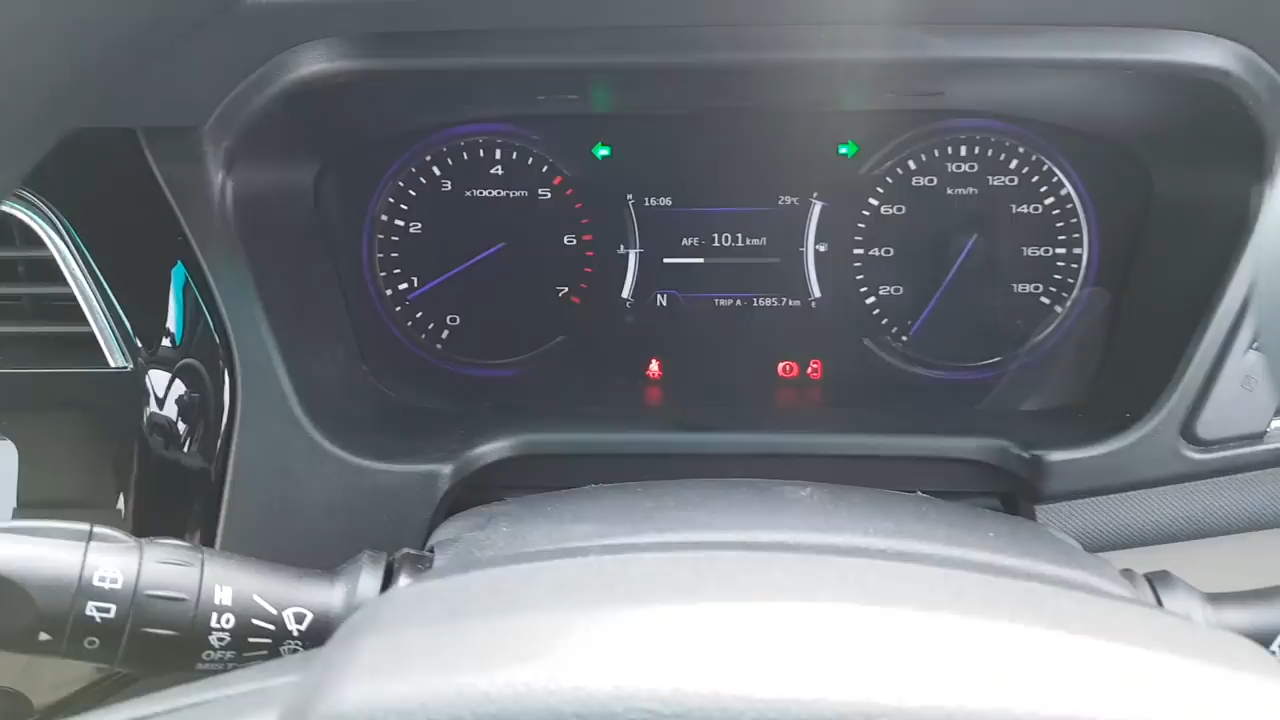 0
1
2
3
4
5
6
7
x1000rpm
H
C
16:06
29°C
AFE - 10.1 km/l
N
TRIP A - 1685.7 km
F
E
20
40
60
80
100
120
140
160
180
km/h
HI
LO
OFF
MIST